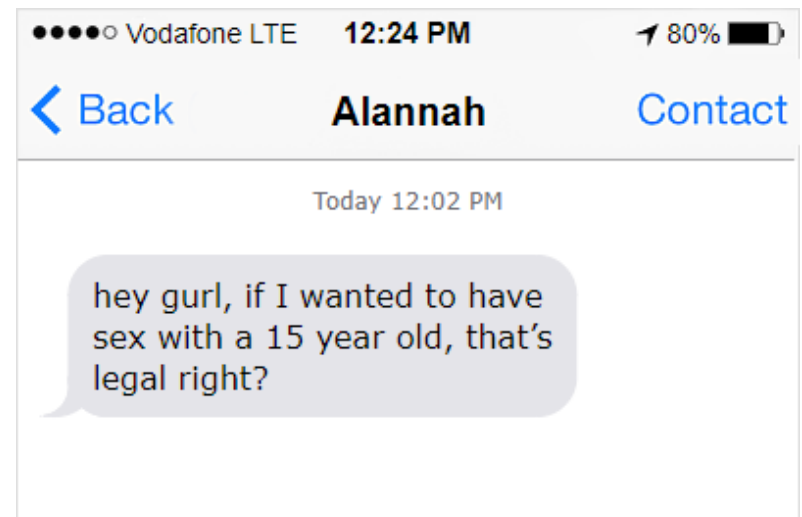 Vodafone LTE 12:24 PM 80%
Back Alannah Contact
Today 12:02 PM
hey gurl, if I wanted to have
sex with a 15 year old, that's
legal right?